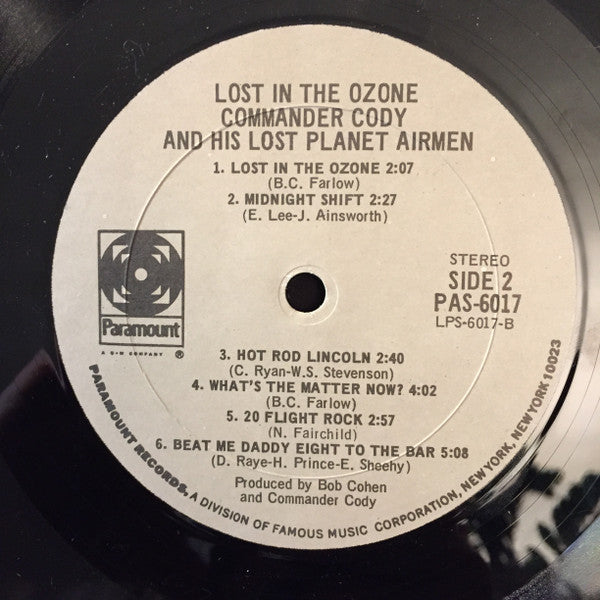 LOST IN THE OZONE
COMMANDER CODY
AND HIS LOST PLANET AIRMEN
1. LOST IN THE OZONE 2:07
(B.C. Farlow)
2. MIDNIGHT SHIFT 2:27
(E. Lee-J. Ainsworth)
Paramount
A G+W COMPANY ®
STEREO
SIDE 2
PAS-6017
LPS-6017-B
3. HOT ROD LINCOLN 2:40
(C. Ryan-W.S. Stevenson)
4. WHAT'S THE MATTER NOW? 4:02
(B.C. Farlow)
5. 20 FLIGHT ROCK 2:57
(N. Fairchild)
6. BEAT ME DADDY EIGHT TO THE BAR 5:08
(D. Raye-H. Prince-E. Sheehy)
Produced by Bob Cohen
and Commander Cody
PARAMOUNT RECORDS, A DIVISION OF FAMOUS MUSIC CORPORATION, NEW YORK, NEW YORK 10023